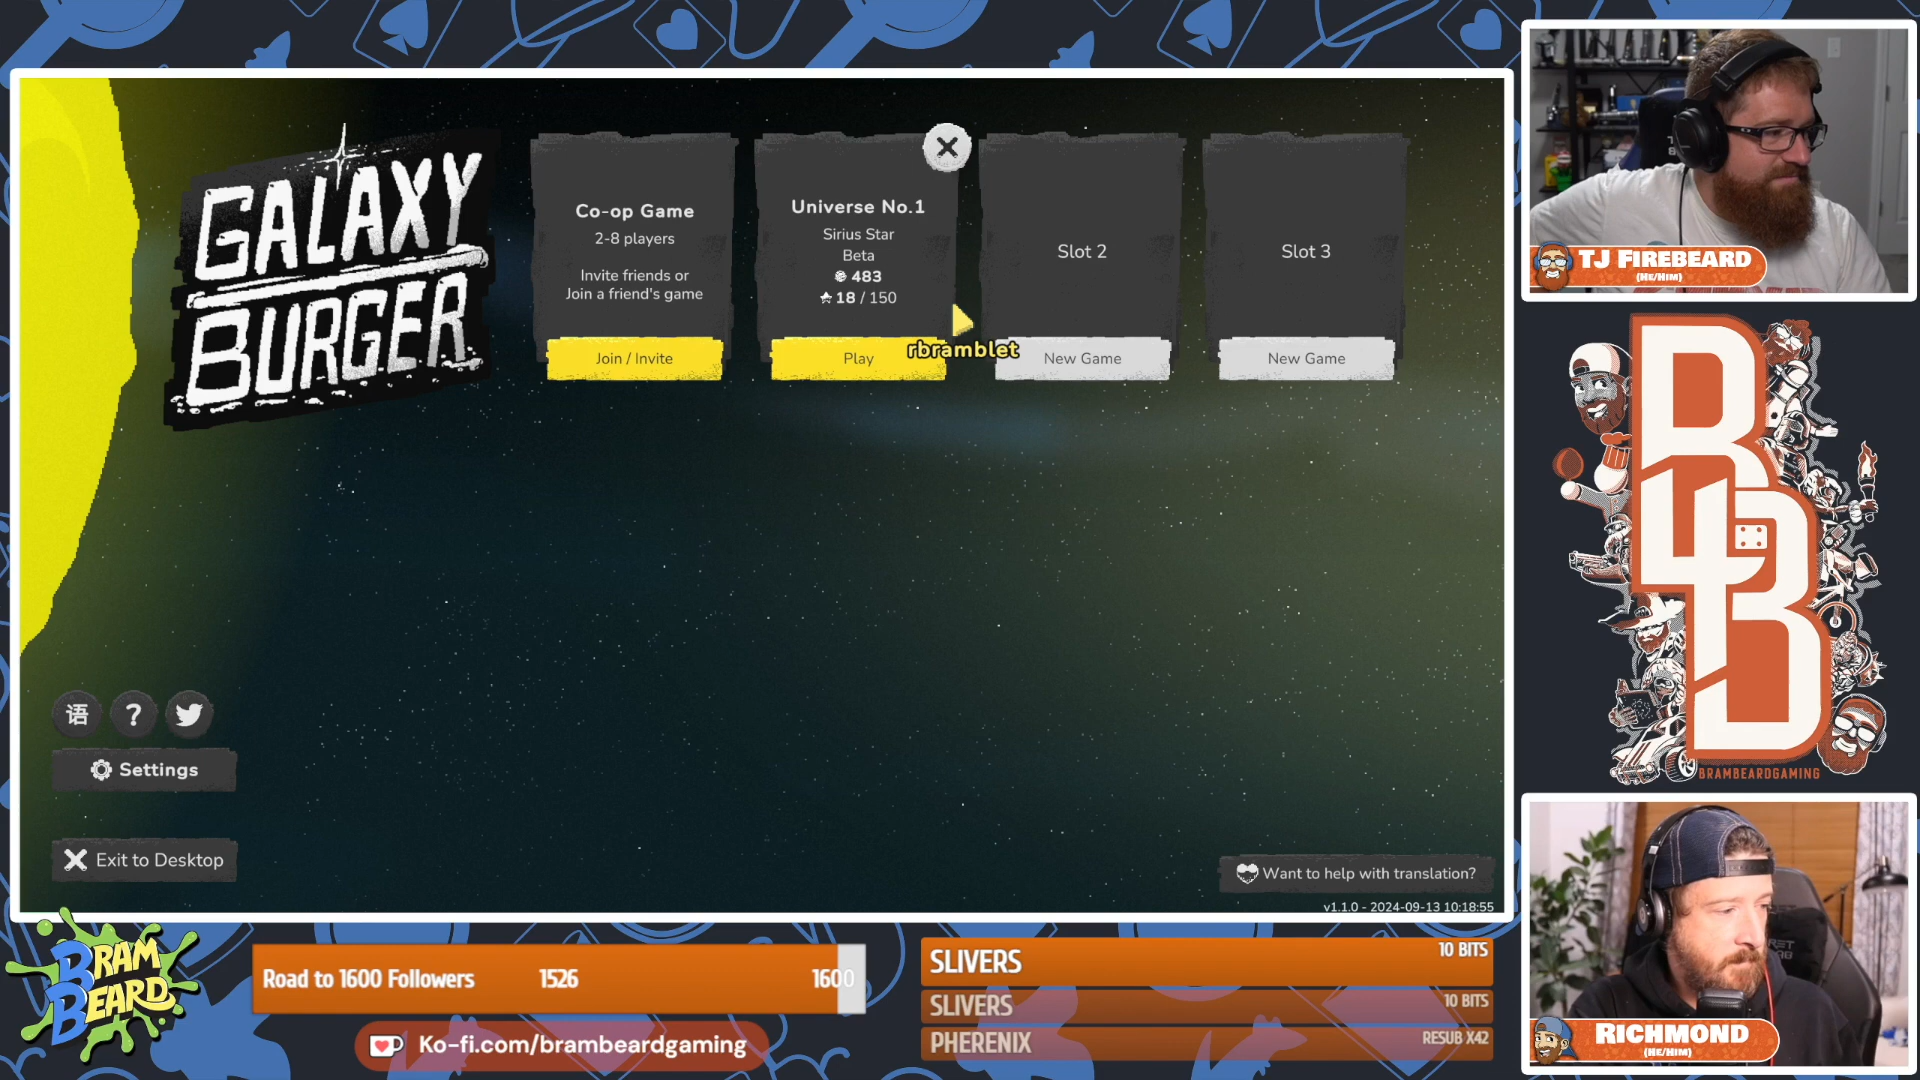 GALAXY
BURGER
Co-op Game
2-8 players
Invite friends or
Join a friend's game
Join / Invite
Universe No.1
Sirius Star
Beta
483
18 / 150
Play
rbramblet
Slot 2
New Game
Slot 3
New Game
语
?
Settings
Exit to Desktop
Want to help with translation?
v1.1.0 - 2024-09-13 10:18:55
TJ FIREBEARD
(HE/HIM)
B4B
BRAMBEARDGAMING
RICHMOND
(HE/HIM)
BRAM
BEARD
Road to 1600 Followers 1526 1600
Ko-fi.com/brambeardgaming
SLIVERS 10 BITS
SLIVERS 10 BITS
PHERENIX RESUB X42